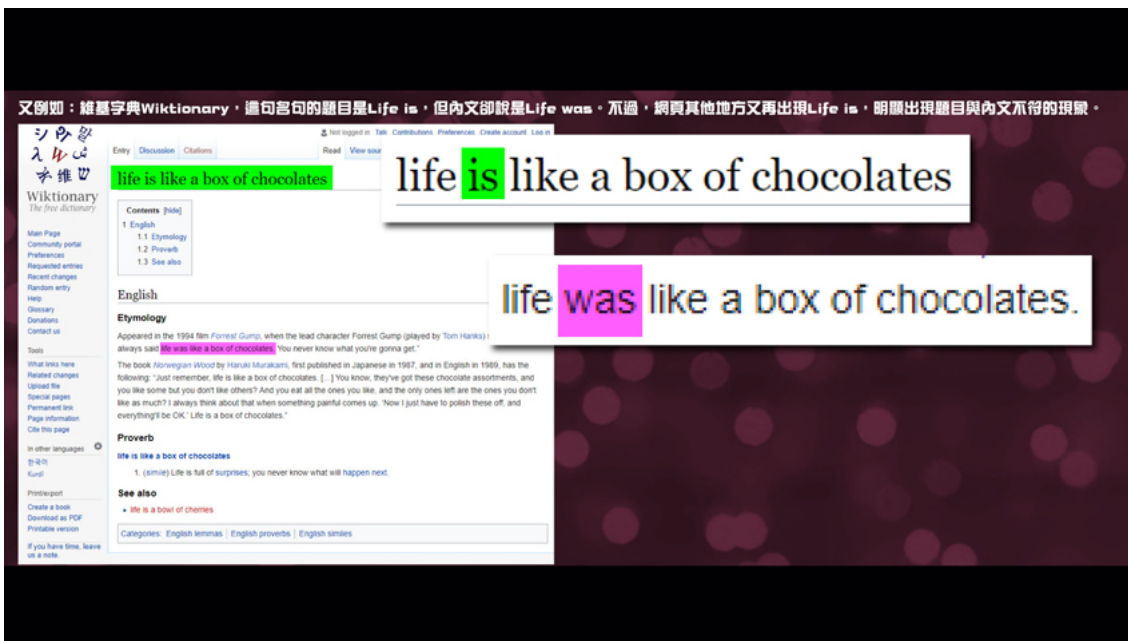 又例如：維基字典Wiktionary，這句名句的題目是Life is，但內文卻說是Life was。不過，網頁其他地方又再出現Life is，明顯出現題目與內文不符的現象。
life is like a box of chocolates
life was like a box of chocolates.
Wiktionary
The free dictionary
Main Page
Community portal
Preferences
Requested entries
Recent changes
Random entry
Help
Glossary
Donations
Contact us
Tools
What links here
Related changes
Upload file
Special pages
Permanent link
Page information
Cite this page
In other languages
한국어
Kurdî
Print/export
Create a book
Download as PDF
Printable version
If you have time, leave
us a note.
Not logged in Talk Contributions Preferences Create account Log in
Entry Discussion Citations Read View sour
life is like a box of chocolates
Contents [hide]
1 English
1.1 Etymology
1.2 Proverb
1.3 See also
English
Etymology
Appeared in the 1994 film Forrest Gump, when the lead character Forrest Gump (played by Tom Hanks)
always said life was like a box of chocolates. You never know what you're gonna get."
The book Norwegian Wood by Haruki Murakami, first published in Japanese in 1987, and in English in 1989, has the
following: "Just remember, life is like a box of chocolates. [...] You know, they've got these chocolate assortments, and
you like some but you don't like others? And you eat all the ones you like, and the only ones left are the ones you don't
like as much? I always think about that when something painful comes up. 'Now I just have to polish these off, and
everything'll be OK.' Life is a box of chocolates."
Proverb
life is like a box of chocolates
1. (simile) Life is full of surprises; you never know what will happen next.
See also
• life is a bowl of cherries
Categories: English lemmas | English proverbs | English similes